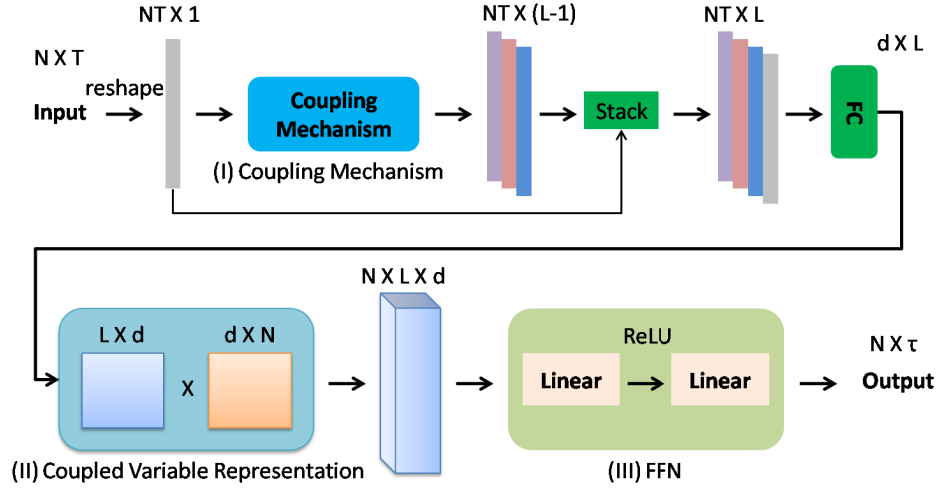 NT X 1
NT X (L-1)
NT X L
d X L
N X T
reshape
Input
Coupling
Mechanism
Stack
FC
(I) Coupling Mechanism
N X L X d
L X d
d X N
X
ReLU
Linear
Linear
N X τ
Output
(II) Coupled Variable Representation
(III) FFN